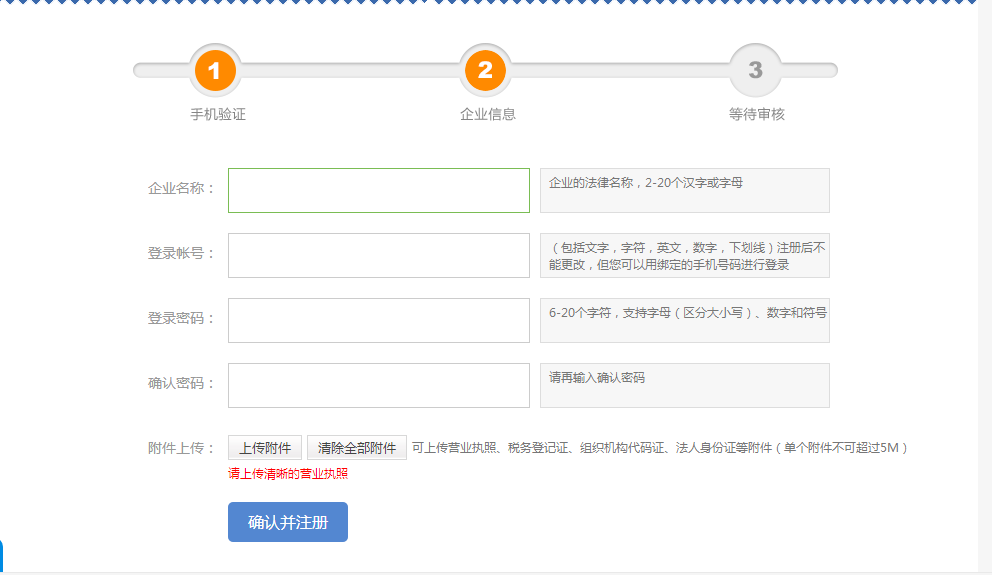 1
2
3
手机验证
企业信息
等待审核
企业名称：
企业的法律名称，2-20个汉字或字母
登录帐号：
（包括文字，字符，英文，数字，下划线）注册后不
能更改，但您可以用绑定的手机号码进行登录
登录密码：
6-20个字符，支持字母（区分大小写）、数字和符号
确认密码：
请再输入确认密码
附件上传：
上传附件
清除全部附件
可上传营业执照、税务登记证、组织机构代码证、法人身份证等附件（单个附件不可超过5M）
请上传清晰的营业执照
确认并注册